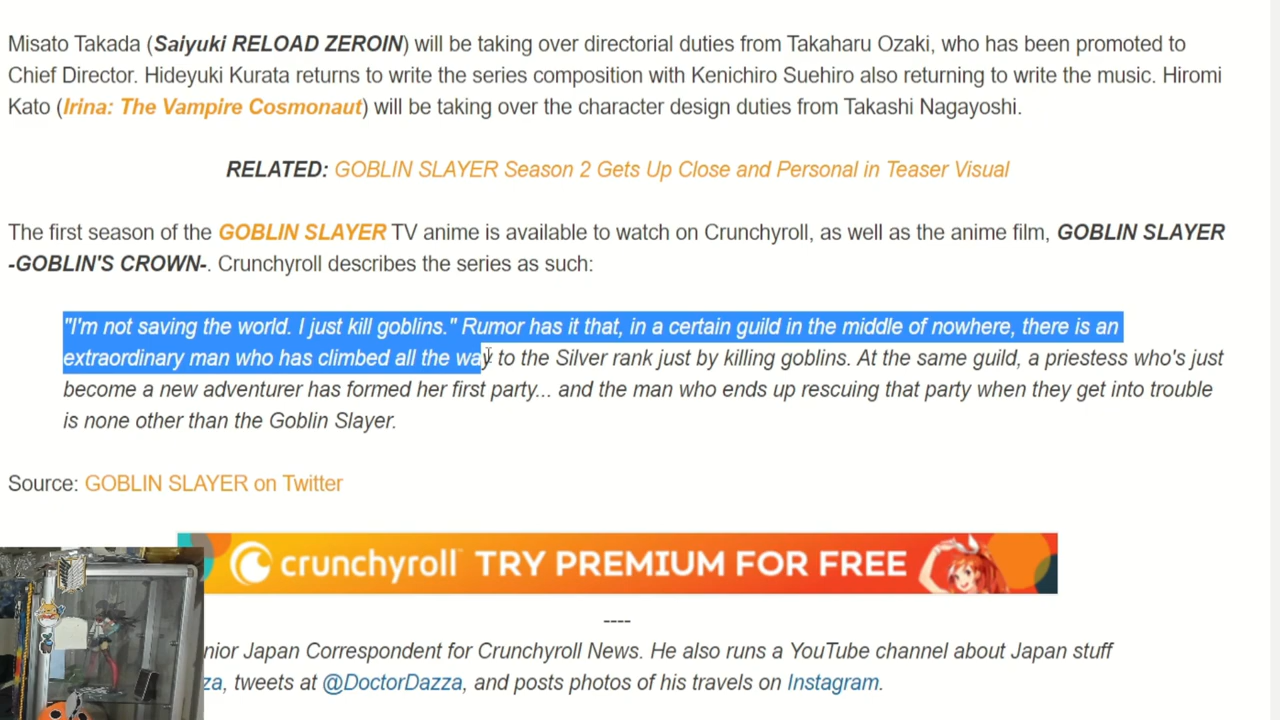 Misato Takada (Saiyuki RELOAD ZEROIN) will be taking over directorial duties from Takaharu Ozaki, who has been promoted to
Chief Director. Hideyuki Kurata returns to write the series composition with Kenichiro Suehiro also returning to write the music. Hiromi
Kato (Irina: The Vampire Cosmonaut) will be taking over the character design duties from Takashi Nagayoshi.
RELATED: GOBLIN SLAYER Season 2 Gets Up Close and Personal in Teaser Visual
The first season of the GOBLIN SLAYER TV anime is available to watch on Crunchyroll, as well as the anime film, GOBLIN SLAYER
-GOBLIN'S CROWN-. Crunchyroll describes the series as such:
"I'm not saving the world. I just kill goblins." Rumor has it that, in a certain guild in the middle of nowhere, there is an
extraordinary man who has climbed all the way to the Silver rank just by killing goblins. At the same guild, a priestess who's just
become a new adventurer has formed her first party... and the man who ends up rescuing that party when they get into trouble
is none other than the Goblin Slayer.
Source: GOBLIN SLAYER on Twitter
crunchyroll TRY PREMIUM FOR FREE
----
nior Japan Correspondent for Crunchyroll News. He also runs a YouTube channel about Japan stuff
za, tweets at @DoctorDazza, and posts photos of his travels on Instagram.